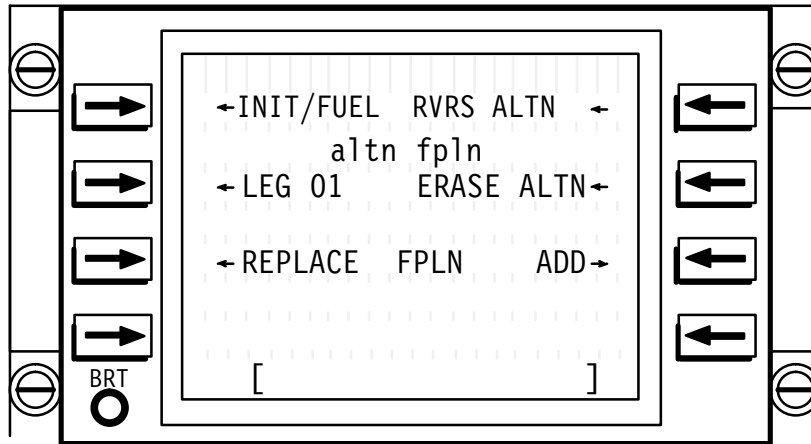 ←INIT/FUEL RVRS ALTN ←
altn fpln
←LEG 01 ERASE ALTN←
←REPLACE FPLN ADD→
[ ]
BRT